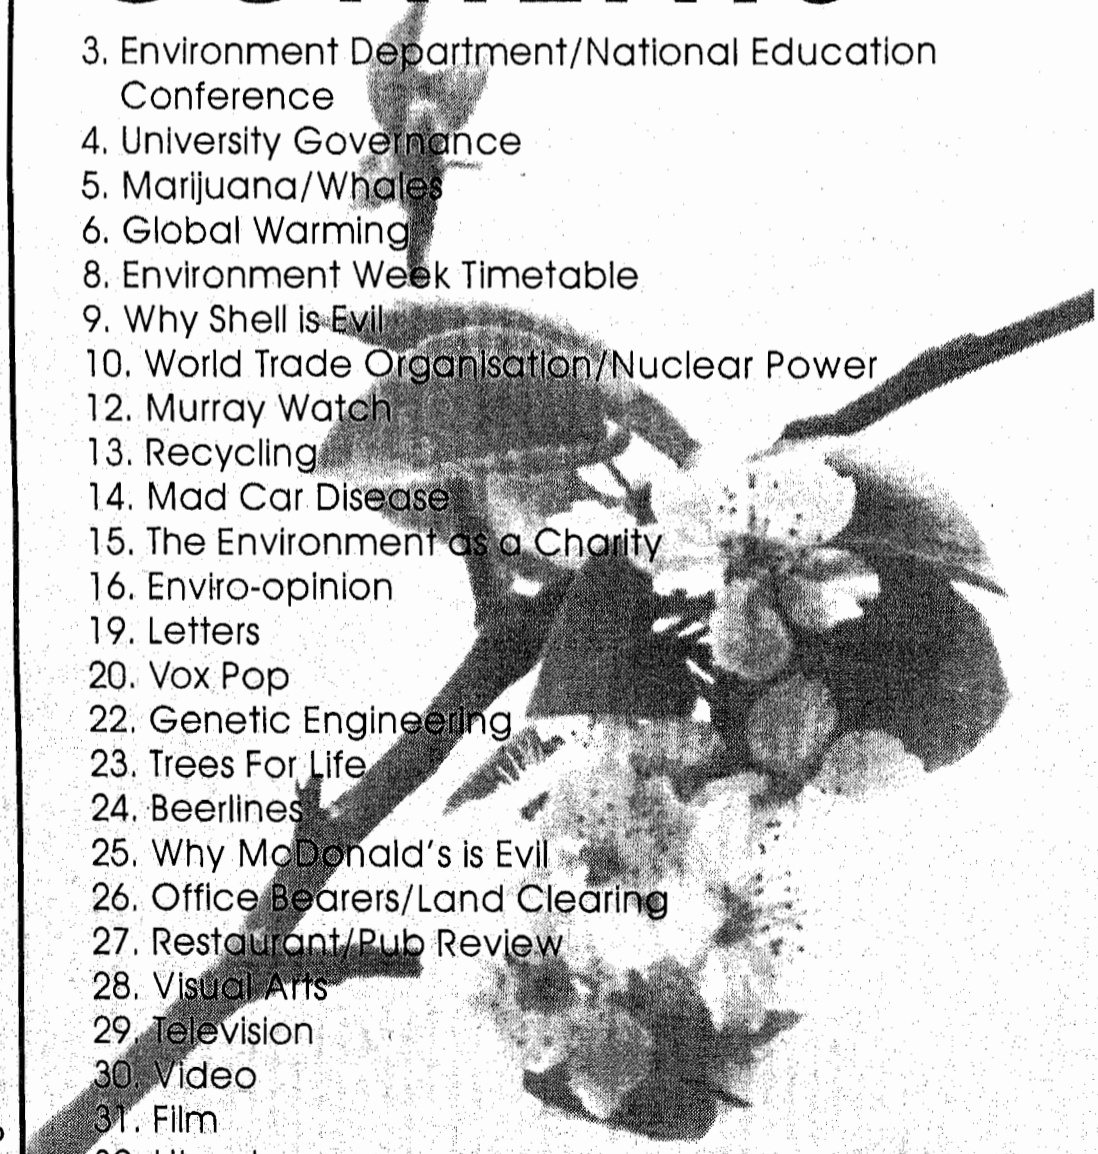 3. Environment Department/National Education
Conference
4. University Governance
5. Marijuana/Whales
6. Global Warming
8. Environment Week Timetable
9. Why Shell is Evil
10. World Trade Organisation/Nuclear Power
12. Murray Watch
13. Recycling
14. Mad Car Disease
15. The Environment as a Charity
16. Enviro-opinion
19. Letters
20. Vox Pop
22. Genetic Engineering
23. Trees For Life
24. Beerlines
25. Why McDonald's is Evil
26. Office Bearers/Land Clearing
27. Restaurant/Pub Review
28. Visual Arts
29. Television
30. Video
31. Film